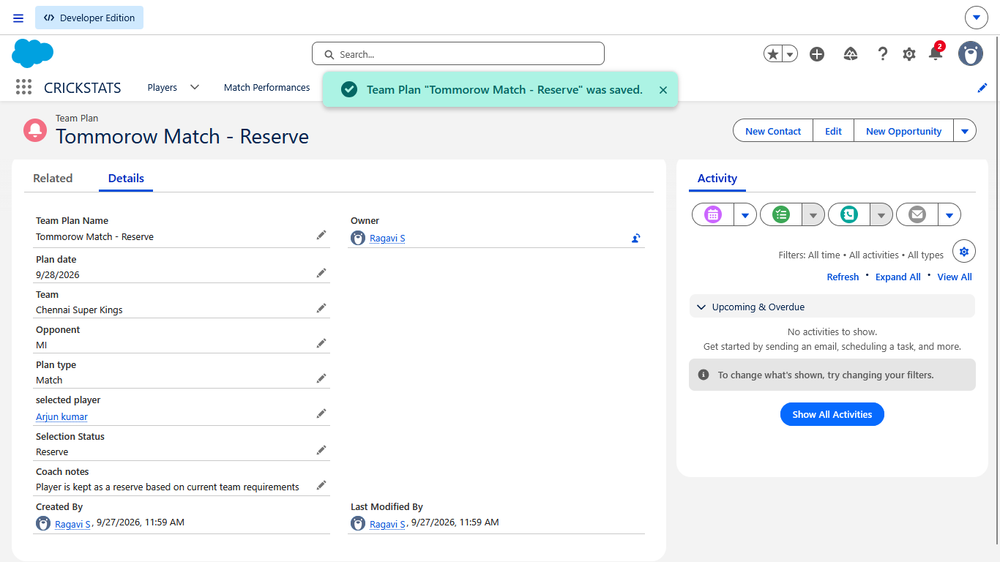 Developer Edition
Search...
2
CRICKSTATS
Players
Match Performances
Team Plan "Tommorow Match - Reserve" was saved.
Team Plan
Tommorow Match - Reserve
New Contact
Edit
New Opportunity
Related
Details
Team Plan Name
Tommorow Match - Reserve
Owner
Ragavi S
Plan date
9/28/2026
Team
Chennai Super Kings
Opponent
MI
Plan type
Match
selected player
Arjun kumar
Selection Status
Reserve
Coach notes
Player is kept as a reserve based on current team requirements
Created By
Ragavi S, 9/27/2026, 11:59 AM
Last Modified By
Ragavi S, 9/27/2026, 11:59 AM
Activity
Filters: All time • All activities • All types
Refresh • Expand All • View All
Upcoming & Overdue
No activities to show.
Get started by sending an email, scheduling a task, and more.
To change what's shown, try changing your filters.
Show All Activities